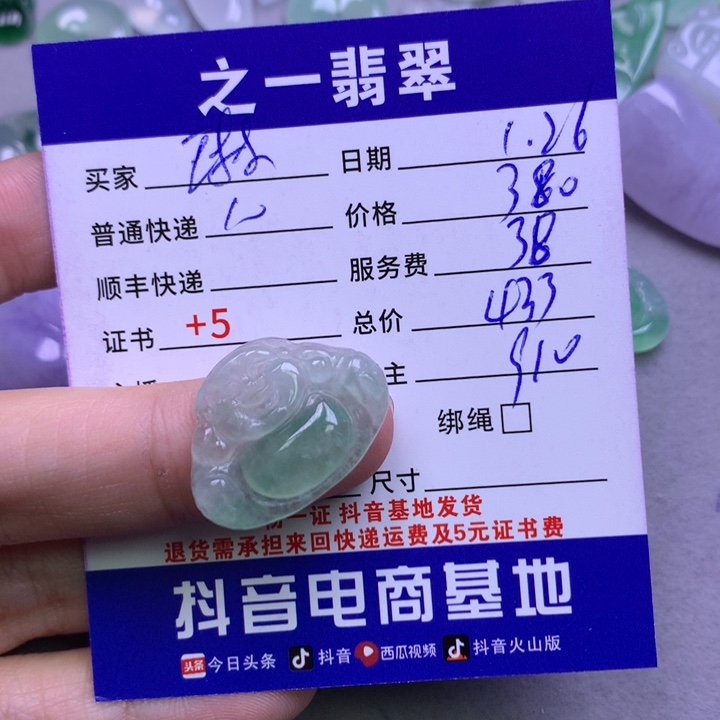 之一翡翠
买家 日期 1.26
普通快递 10 价格 380
顺丰快递 服务费 38
证书 +5 总价 433
主 910
绑绳
尺寸
一证 抖音基地发货
退货需承担来回快递运费及5元证书费
抖音电商基地
头条 今日头条 抖音 西瓜视频 抖音火山版